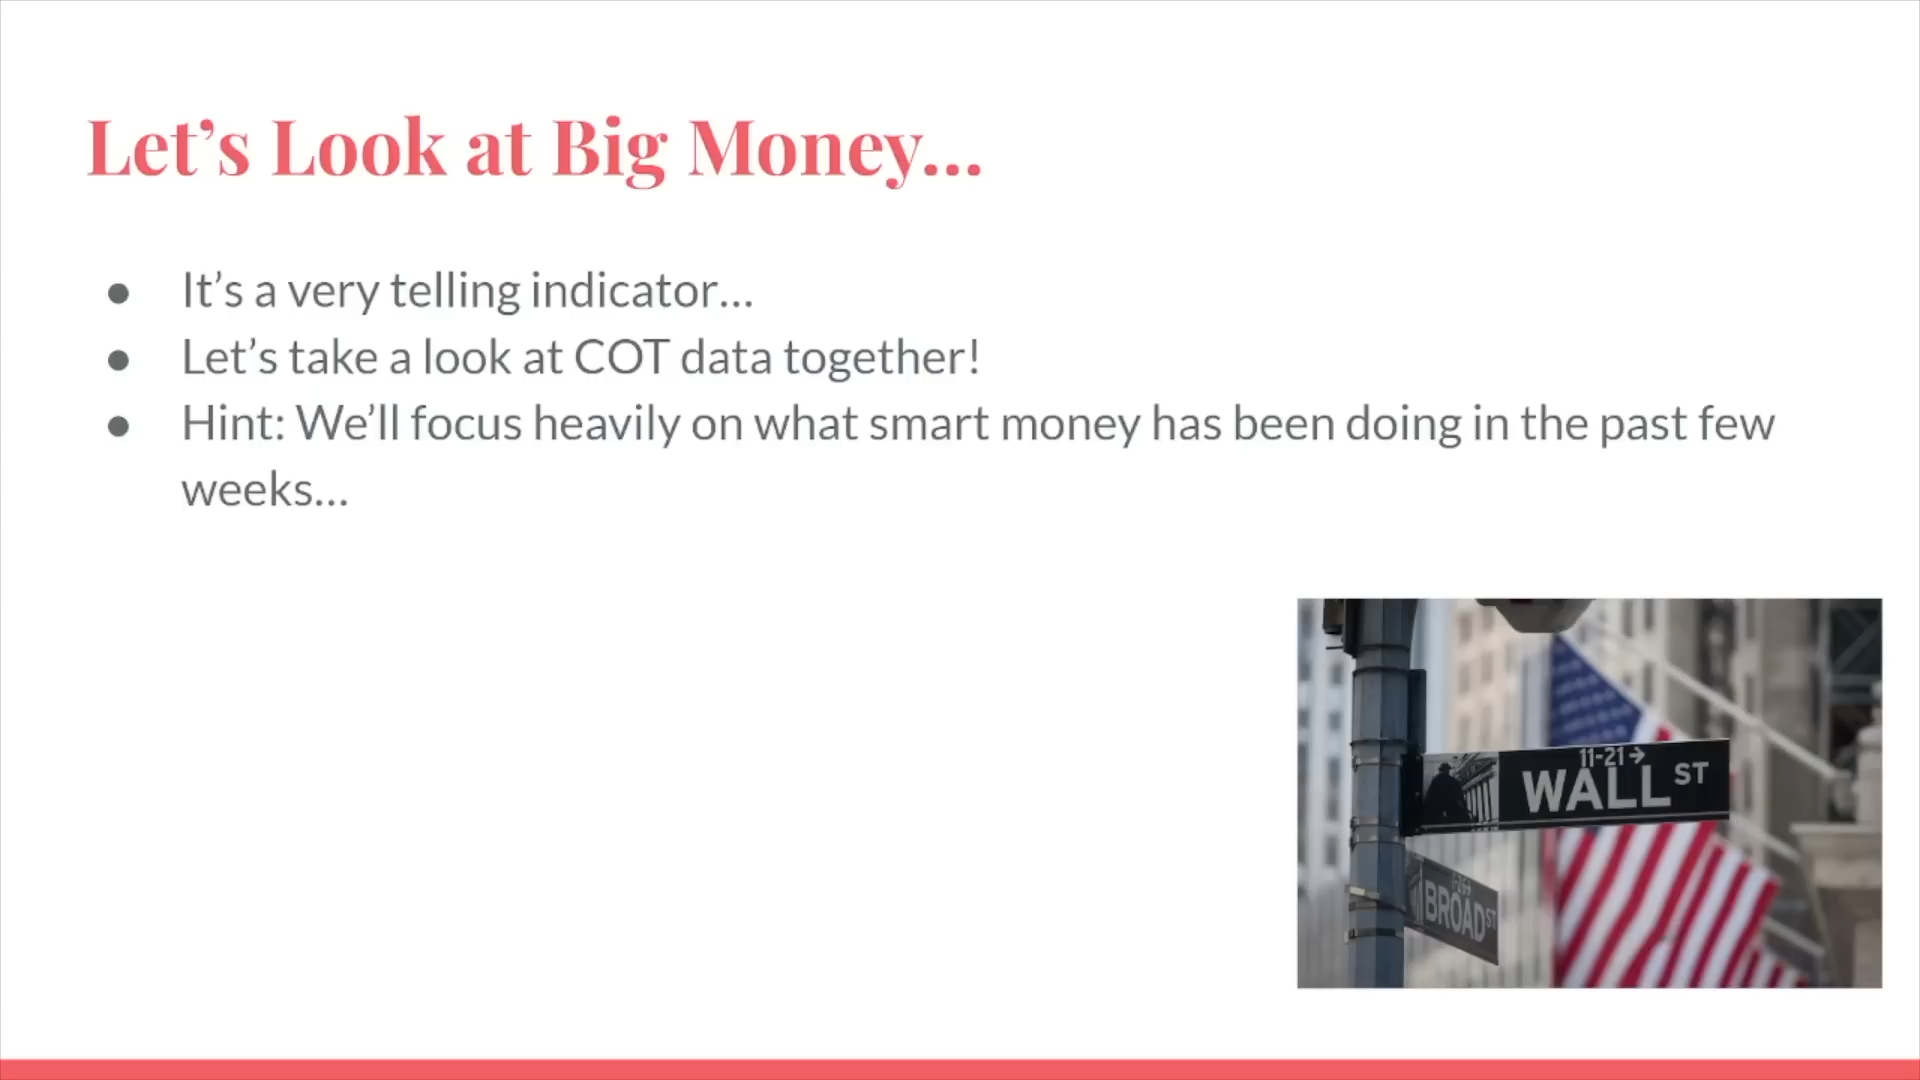 Let’s Look at Big Money...
● It’s a very telling indicator...
● Let’s take a look at COT data together!
● Hint: We’ll focus heavily on what smart money has been doing in the past few
weeks...
11-21→
WALL ST
BROAD ST